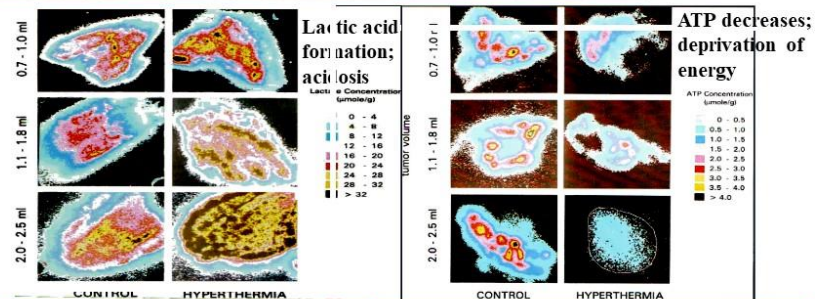 0.7-1.0 ml
1.1 - 1.8 ml
2.0 - 2.5 ml
CONTROL
HYPERTHERMIA
Lactic acid
formation;
acidosis
Lactate Concentration
(μmole/g)
0 - 4
4 - 8
8 - 12
12 - 16
16 - 20
20 - 24
24 - 28
28 - 32
> 32
tumor volume
0.7-1.0
1.1 - 1.8 ml
2.0 - 2.5 ml
CONTROL
HYPERTHERMIA
ATP decreases;
deprivation of
energy
ATP Concentration
(μmole/g)
0 - 0.5
0.5 - 1.0
1.0 - 1.5
1.5 - 2.0
2.0 - 2.5
2.5 - 3.0
3.0 - 3.5
3.5 - 4.0
> 4.0